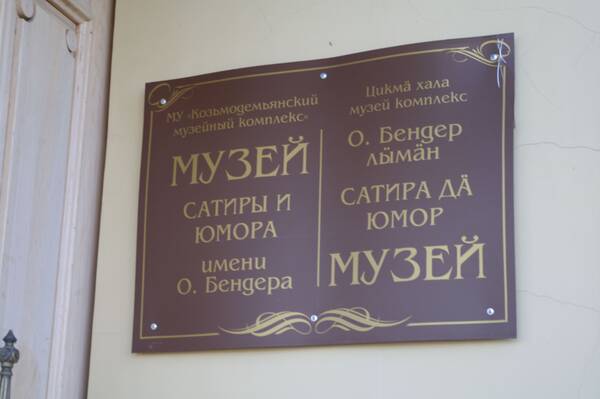 МУ «Козьмодемьянский
музейный комплекс»
МУЗЕЙ
САТИРЫ И
ЮМОРА
имени
О. Бендера
Цикмӓ хала
музей комплекс
О. Бендер
лӹмӓн
САТИРА ДӒ
ЮМОР
МУЗЕЙ